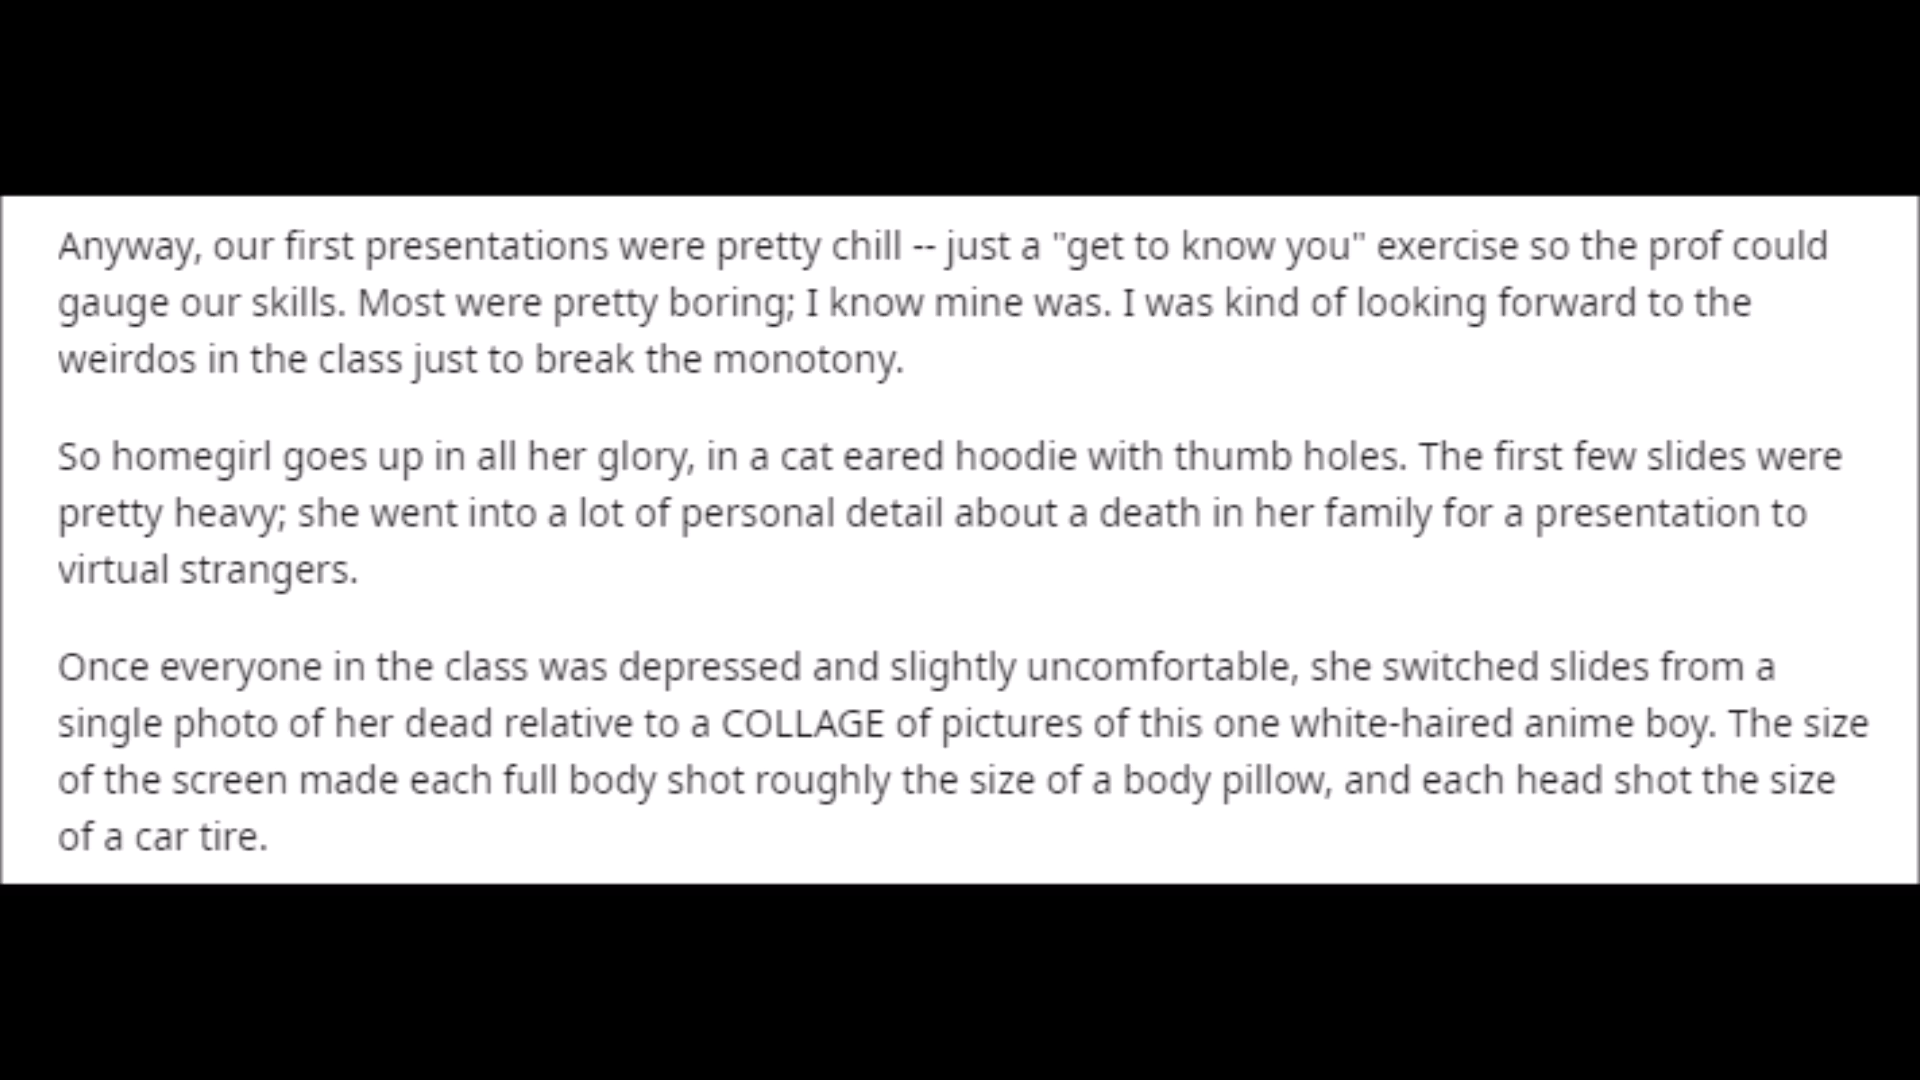 Anyway, our first presentations were pretty chill -- just a "get to know you" exercise so the prof could
gauge our skills. Most were pretty boring; I know mine was. I was kind of looking forward to the
weirdos in the class just to break the monotony.
So homegirl goes up in all her glory, in a cat eared hoodie with thumb holes. The first few slides were
pretty heavy; she went into a lot of personal detail about a death in her family for a presentation to
virtual strangers.
Once everyone in the class was depressed and slightly uncomfortable, she switched slides from a
single photo of her dead relative to a COLLAGE of pictures of this one white-haired anime boy. The size
of the screen made each full body shot roughly the size of a body pillow, and each head shot the size
of a car tire.